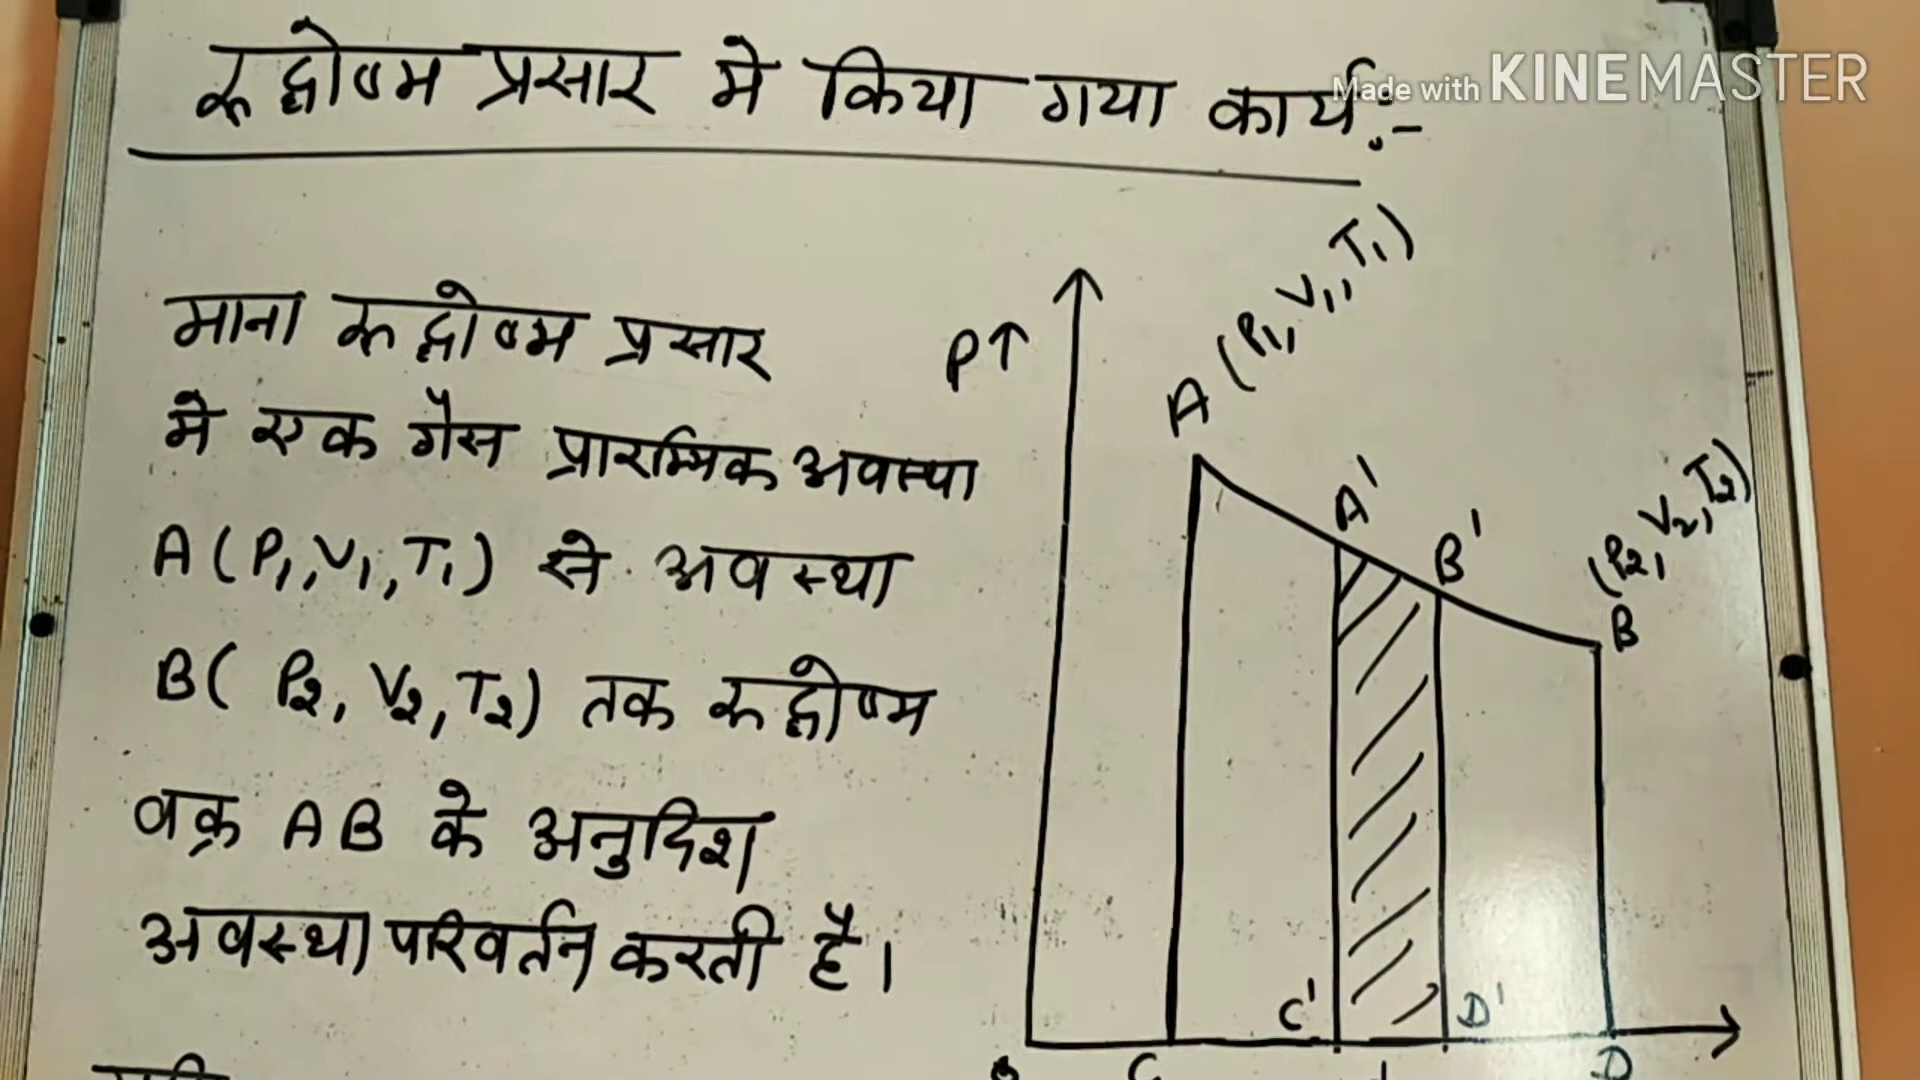 रूद्धोष्म प्रसार मे किया गया कार्य:-
Made with KINEMASTER
माना रूद्धोष्म प्रसार
मे एक गैस प्रारम्भिक अवस्था
A(P₁,V₁,T₁) से अवस्था
B( P₂, V₂,T₂) तक रूद्धोष्म
वक्र AB के अनुदिश
अवस्था परिवर्तन करती है।
P↑
A (P₁, V₁, T₁)
A'
B'
(P₂, V₂, T₂)
B
C'
D'
C
D